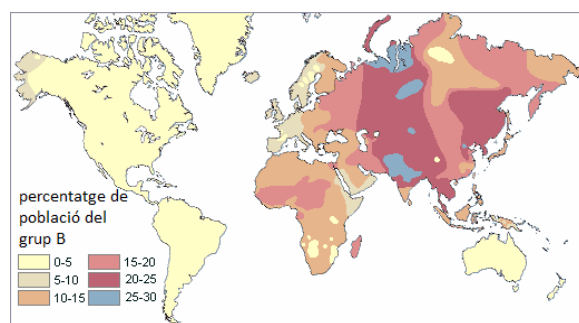 percentatge de
població del
grup B
0-5
5-10
10-15
15-20
20-25
25-30